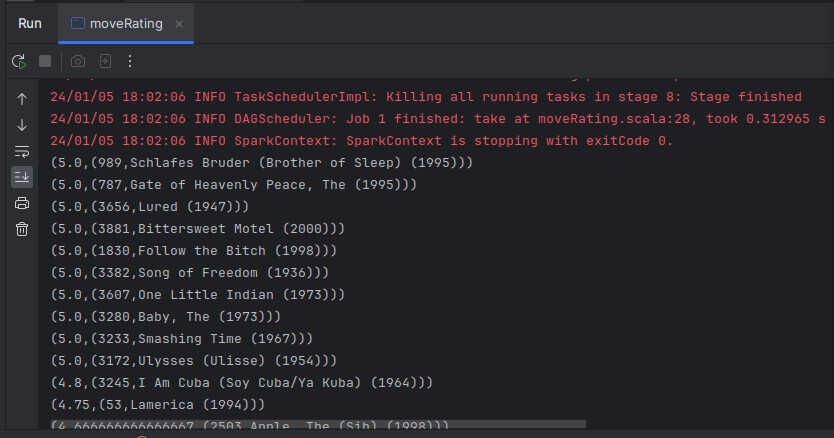 Run
moveRating
24/01/05 18:02:06 INFO TaskSchedulerImpl: Killing all running tasks in stage 8: Stage finished
24/01/05 18:02:06 INFO DAGScheduler: Job 1 finished: take at moveRating.scala:28, took 0.312965 s
24/01/05 18:02:06 INFO SparkContext: SparkContext is stopping with exitCode 0.
(5.0,(989,Schlafes Bruder (Brother of Sleep) (1995)))
(5.0,(787,Gate of Heavenly Peace, The (1995)))
(5.0,(3656,Lured (1947)))
(5.0,(3881,Bittersweet Motel (2000)))
(5.0,(1830,Follow the Bitch (1998)))
(5.0,(3382,Song of Freedom (1936)))
(5.0,(3607,One Little Indian (1973)))
(5.0,(3280,Baby, The (1973)))
(5.0,(3233,Smashing Time (1967)))
(5.0,(3172,Ulysses (Ulisse) (1954)))
(4.8,(3245,I Am Cuba (Soy Cuba/Ya Kuba) (1964)))
(4.75,(53,Lamerica (1994)))
(4.666666666666667,(2503,Apple, The (Sib) (1998)))